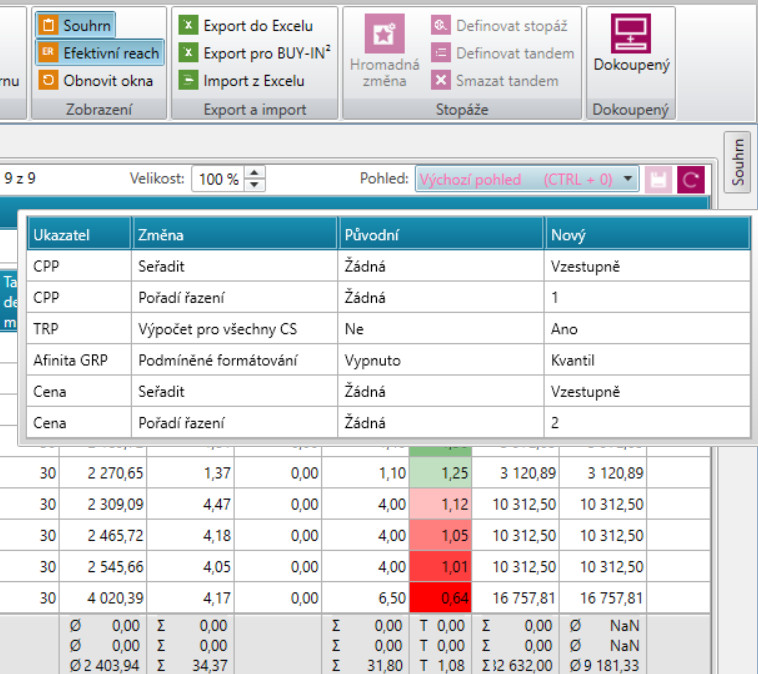 Souhrn Export do Excelu Definovat stopáž
ER Efektivní reach Export pro BUY-IN² Definovat tandem
rnu Obnovit okna Import z Excelu Hromadná změna Smazat tandem Dokoupený
Zobrazení Export a import Stopáže Dokoupený
Souhrn
9 z 9 Velikost: 100 % Pohled: Výchozí pohled (CTRL + 0)
Ukazatel Změna Původní Nový
CPP Seřadit Žádná Vzestupně
Ta
CPP Pořadí řazení Žádná 1
de
TRP Výpočet pro všechny CS Ne Ano
m
Afinita GRP Podmíněné formátování Vypnuto Kvantil
Cena Seřadit Žádná Vzestupně
Cena Pořadí řazení Žádná 2
30 2 270,65 1,37 0,00 1,10 1,25 3 120,89 3 120,89
30 2 309,09 4,47 0,00 4,00 1,12 10 312,50 10 312,50
30 2 465,72 4,18 0,00 4,00 1,05 10 312,50 10 312,50
30 2 545,66 4,05 0,00 4,00 1,01 10 312,50 10 312,50
30 4 020,39 4,17 0,00 6,50 0,64 16 757,81 16 757,81
Ø 0,00 Σ 0,00 Σ 0,00 T 0,00 Σ 0,00 Ø NaN
Ø 0,00 Σ 0,00 Σ 0,00 T 0,00 Σ 0,00 Ø NaN
Ø 2 403,94 Σ 34,37 Σ 31,80 T 1,08 Σ 32 632,00 Ø 9 181,33